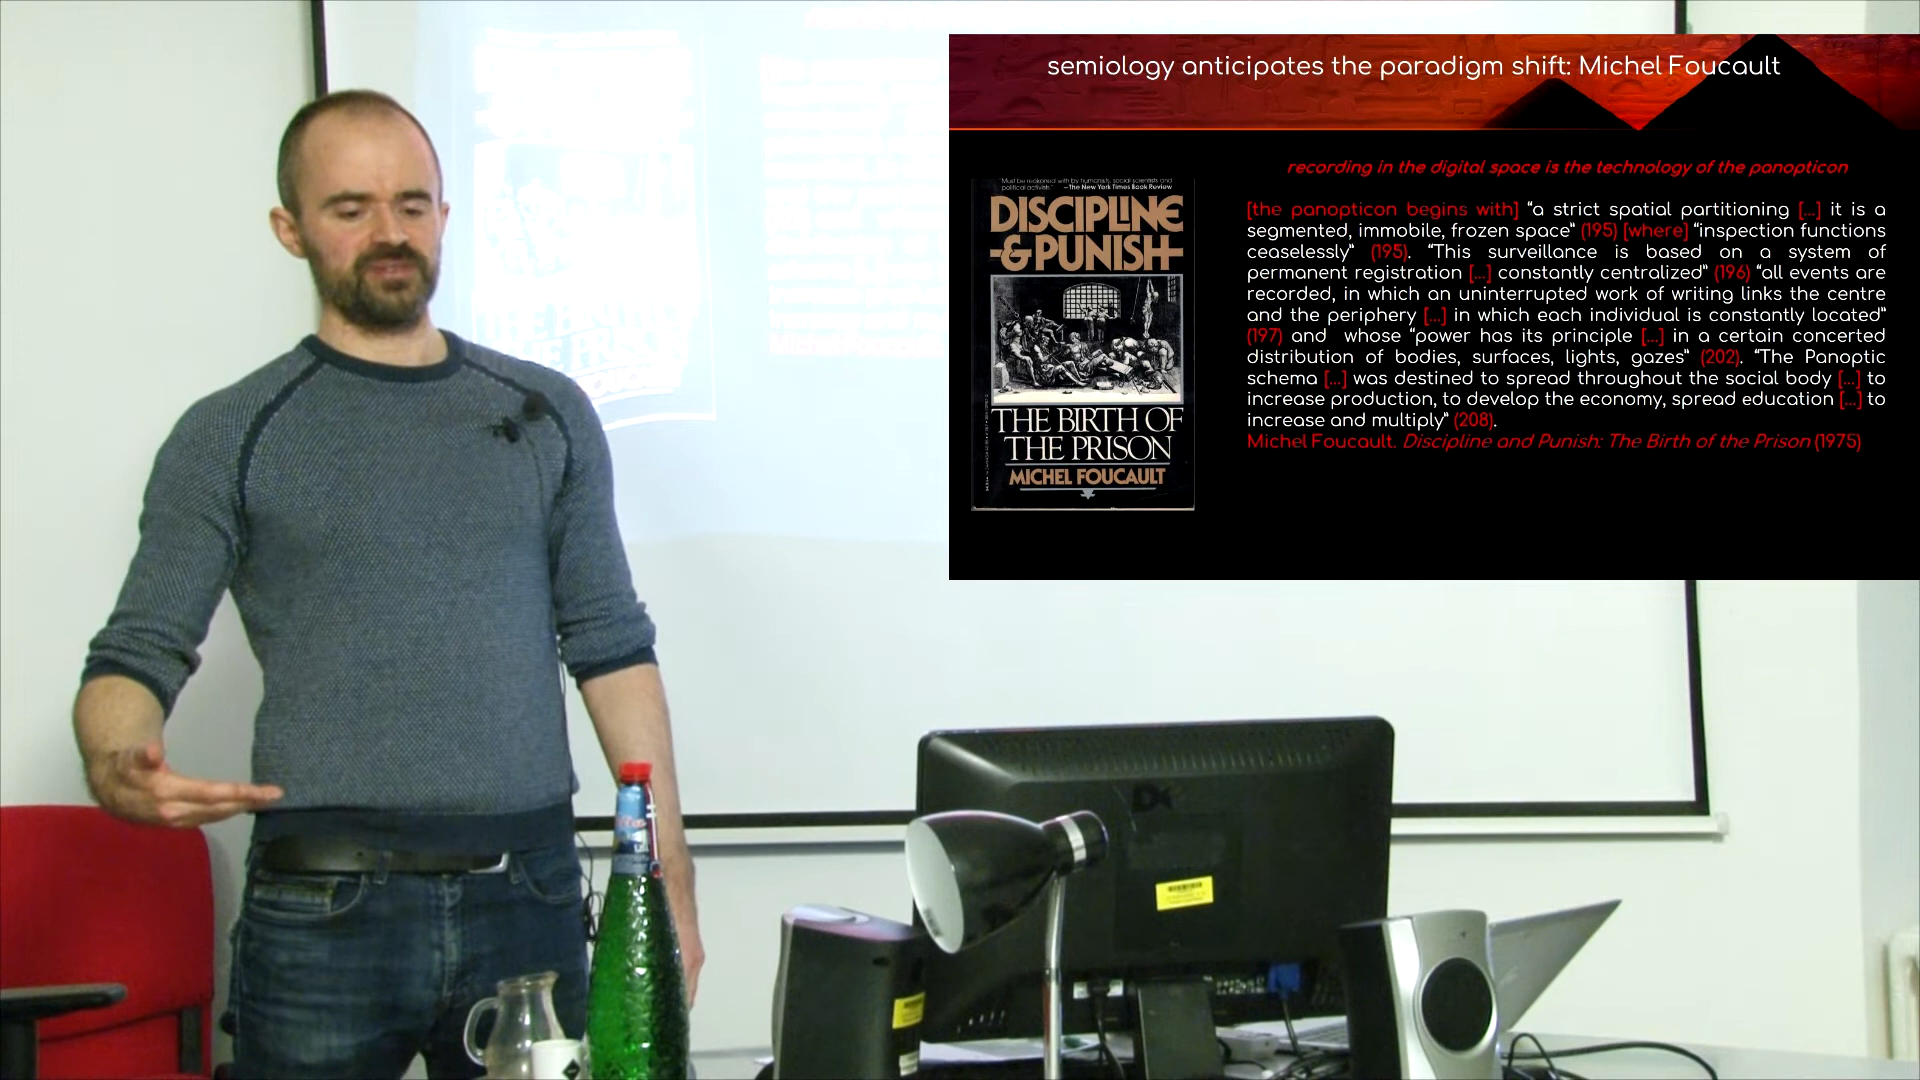 semiology anticipates the paradigm shift: Michel Foucault
recording in the digital space is the technology of the panopticon
"Must be reckoned with by humanists, social scientists and
political activists." —The New York Times Book Review
DISCIPLINE
& PUNISH
THE BIRTH OF
THE PRISON
MICHEL FOUCAULT
[the panopticon begins with] “a strict spatial partitioning [...] it is a
segmented, immobile, frozen space” (195) [where] “inspection functions
ceaselessly” (195). “This surveillance is based on a system of
permanent registration [...] constantly centralized” (196) “all events are
recorded, in which an uninterrupted work of writing links the centre
and the periphery [...] in which each individual is constantly located”
(197) and whose “power has its principle [...] in a certain concerted
distribution of bodies, surfaces, lights, gazes” (202). “The Panoptic
schema [...] was destined to spread throughout the social body [...] to
increase production, to develop the economy, spread education [...] to
increase and multiply” (208).
Michel Foucault. Discipline and Punish: The Birth of the Prison (1975)
THE BIRTH OF
THE PRISON